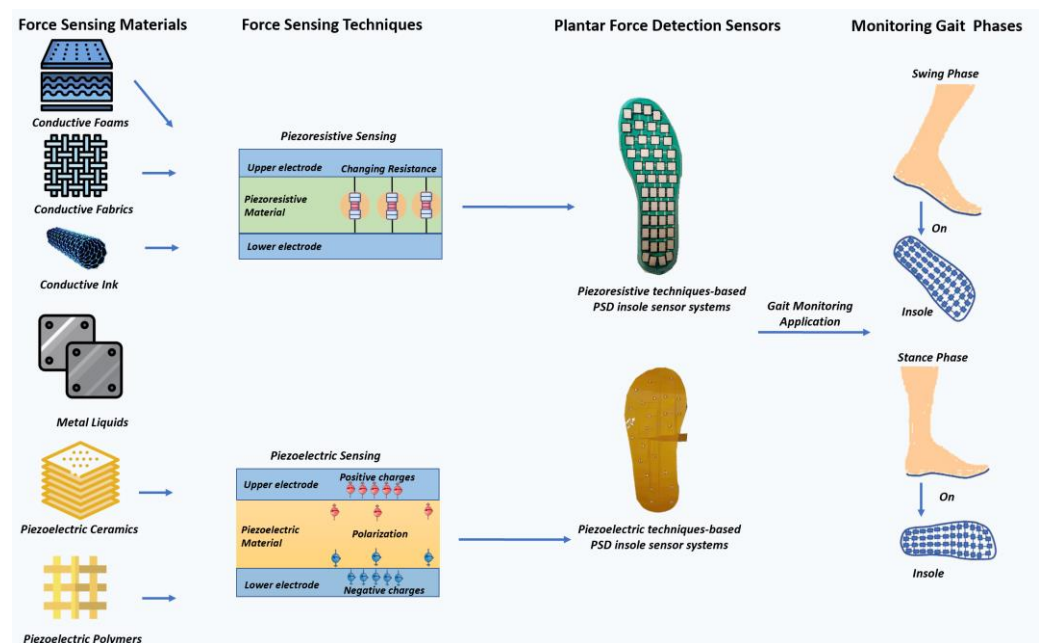 Force Sensing Materials
Force Sensing Techniques
Plantar Force Detection Sensors
Monitoring Gait Phases
Conductive Foams
Conductive Fabrics
Conductive Ink
Metal Liquids
Piezoelectric Ceramics
Piezoelectric Polymers
Piezoresistive Sensing
Upper electrode
Changing Resistance
Piezoresistive
Material
Lower electrode
Piezoelectric Sensing
Positive charges
Upper electrode
Piezoelectric
Material
Polarization
Lower electrode
Negative charges
Piezoresistive techniques-based
PSD insole sensor systems
Piezoelectric techniques-based
PSD insole sensor systems
Gait Monitoring
Application
Swing Phase
On
Insole
Stance Phase
On
Insole